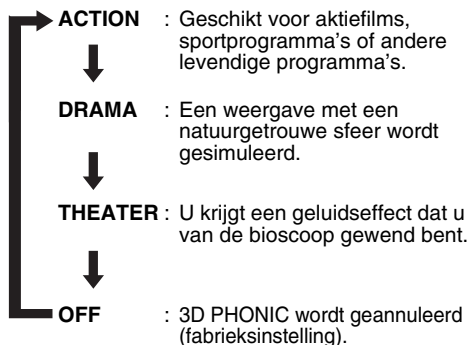 ACTION : Geschikt voor aktiefilms,
sportprogramma's of andere
levendige programma's.
DRAMA : Een weergave met een
natuurgetrouwe sfeer wordt
gesimuleerd.
THEATER : U krijgt een geluidseffect dat u
van de bioscoop gewend bent.
OFF : 3D PHONIC wordt geannuleerd
(fabrieksinstelling).